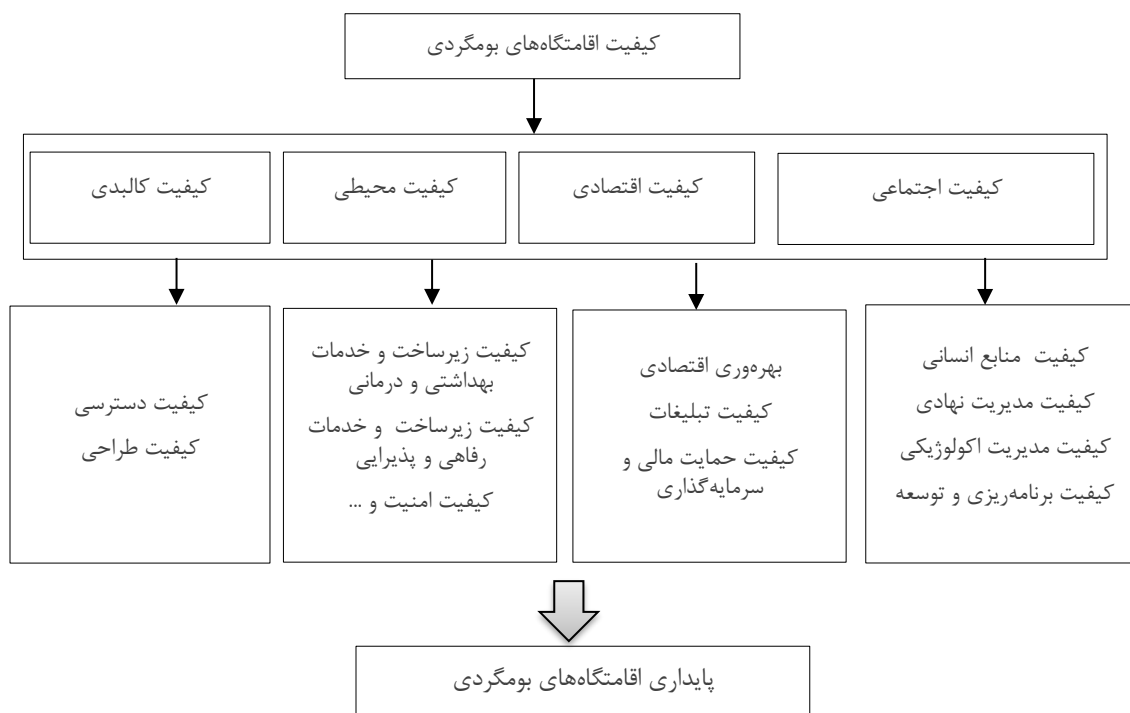 کیفیت اقامتگاه‌های بومگردی
کیفیت اجتماعی
کیفیت اقتصادی
کیفیت محیطی
کیفیت کالبدی
کیفیت منابع انسانی
کیفیت مدیریت نهادی
کیفیت مدیریت اکولوژیکی
کیفیت برنامه‌ریزی و توسعه
بهره‌وری اقتصادی
کیفیت تبلیغات
کیفیت حمایت مالی و
سرمایه‌گذاری
کیفیت زیرساخت و خدمات
بهداشتی و درمانی
کیفیت زیرساخت و خدمات
رفاهی و پذیرایی
کیفیت امنیت و ...
کیفیت دسترسی
کیفیت طراحی
پایداری اقامتگاه‌های بومگردی